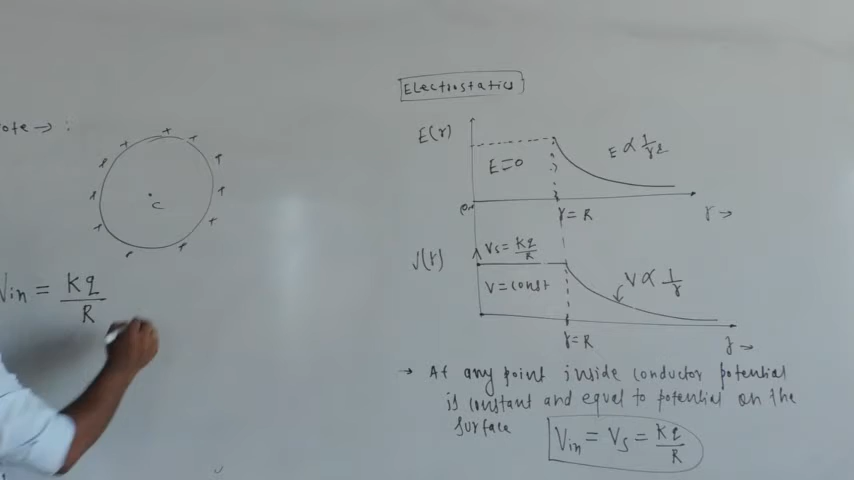 ote → :
+ + + + + + + + + + + +
C
Vin = Kq/R
Electrostatics
E(r)
E=0
E ∝ 1/r²
r = R
r →
V(r)
Vs = Kq/R
V = const
V ∝ 1/r
r = R
r →
→ At any point inside conductor potential
is constant and equal to potential on the
surface
Vin = Vs = Kq/R